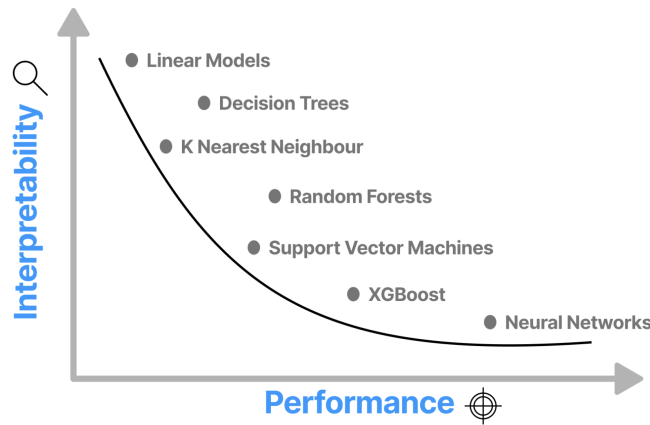 Linear Models
Decision Trees
K Nearest Neighbour
Random Forests
Support Vector Machines
XGBoost
Neural Networks
Interpretability
Performance